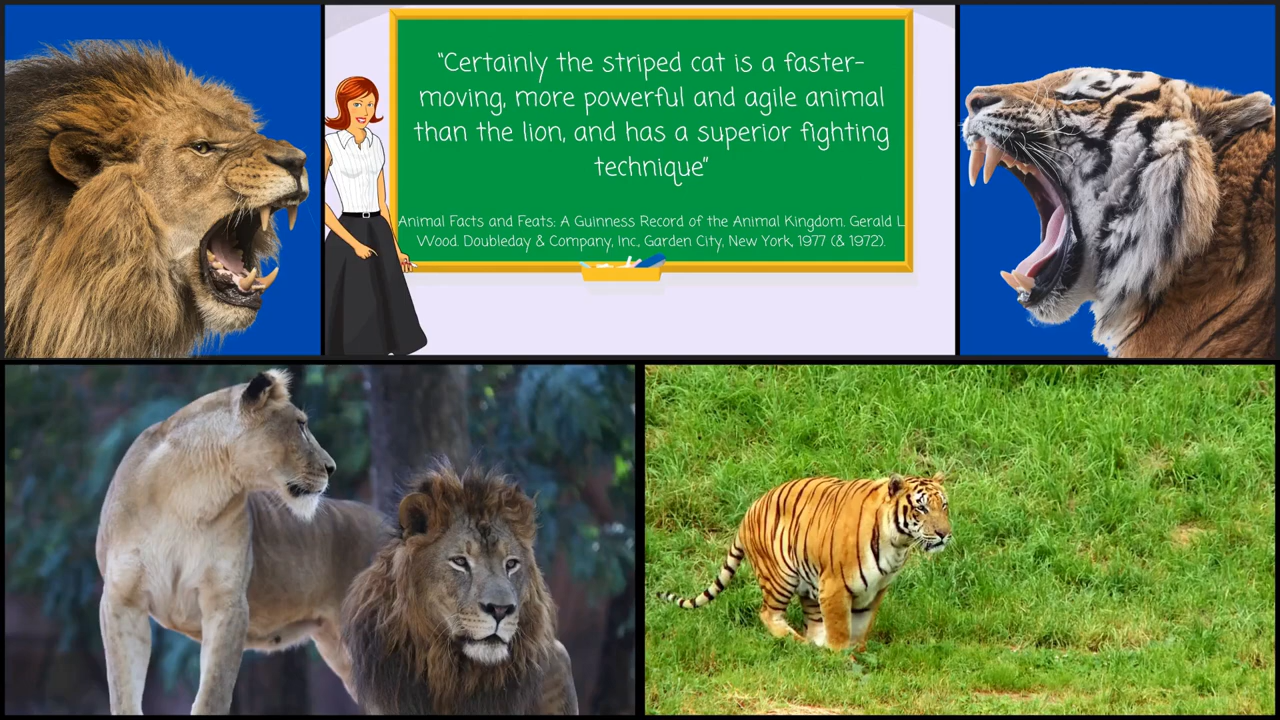 "Certainly the striped cat is a faster-
moving, more powerful and agile animal
than the lion, and has a superior fighting
technique"
Animal Facts and Feats: A Guinness Record of the Animal Kingdom. Gerald L
Wood. Doubleday & Company, Inc, Garden City, New York, 1977 (& 1972).